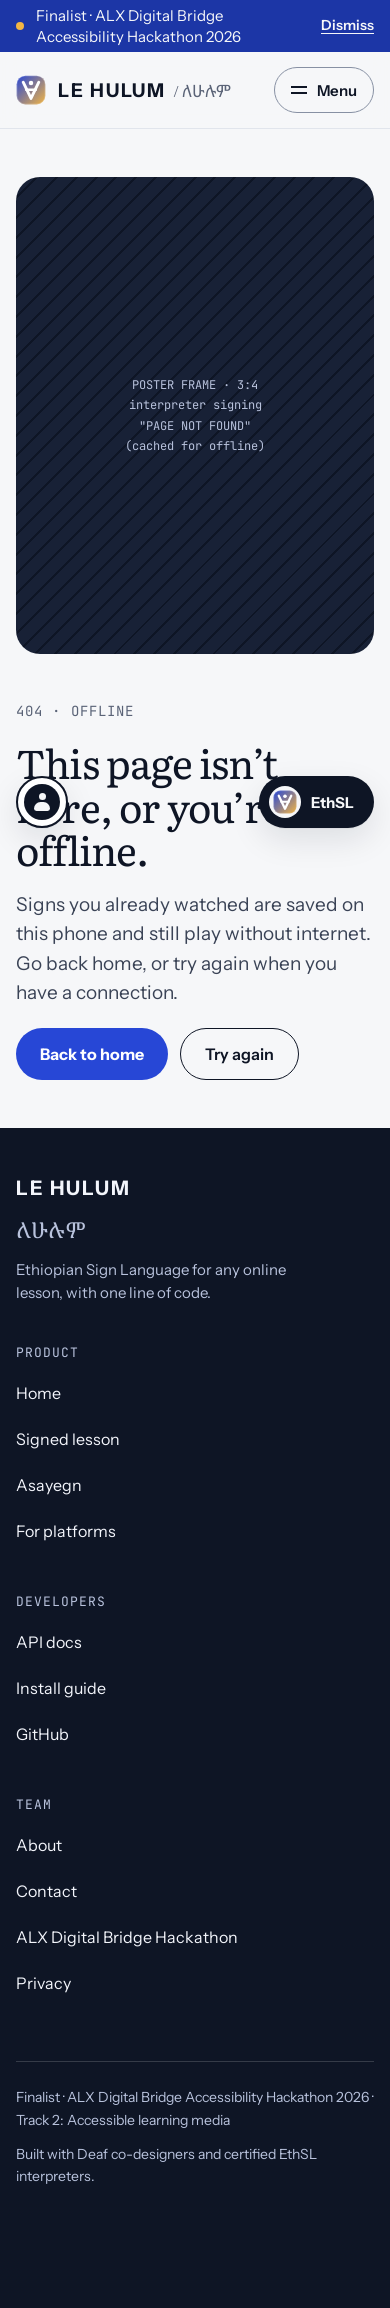 Finalist · ALX Digital Bridge
Accessibility Hackathon 2026
Dismiss
LE HULUM / ለሁሉም
Menu
POSTER FRAME · 3:4
interpreter signing
"PAGE NOT FOUND"
(cached for offline)
404 · OFFLINE
This page isn’t
or you’r
offline.
EthSL
Signs you already watched are saved on
this phone and still play without internet.
Go back home, or try again when you
have a connection.
Back to home
Try again
LE HULUM
ለሁሉም
Ethiopian Sign Language for any online
lesson, with one line of code.
PRODUCT
Home
Signed lesson
Asayegn
For platforms
DEVELOPERS
API docs
Install guide
GitHub
TEAM
About
Contact
ALX Digital Bridge Hackathon
Privacy
Finalist · ALX Digital Bridge Accessibility Hackathon 2026 ·
Track 2: Accessible learning media
Built with Deaf co-designers and certified EthSL
interpreters.